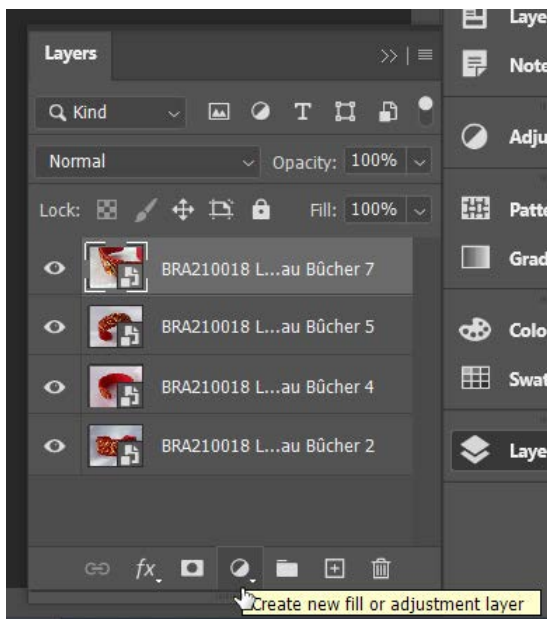 Laye
Layers
Note
Kind
T
Adju
Normal
Opacity: 100%
Lock:
Fill: 100%
Patte
Grad
BRA210018 L...au Bûcher 7
BRA210018 L...au Bûcher 5
Colo
BRA210018 L...au Bûcher 4
Swat
BRA210018 L...au Bûcher 2
Laye
fx
Create new fill or adjustment layer